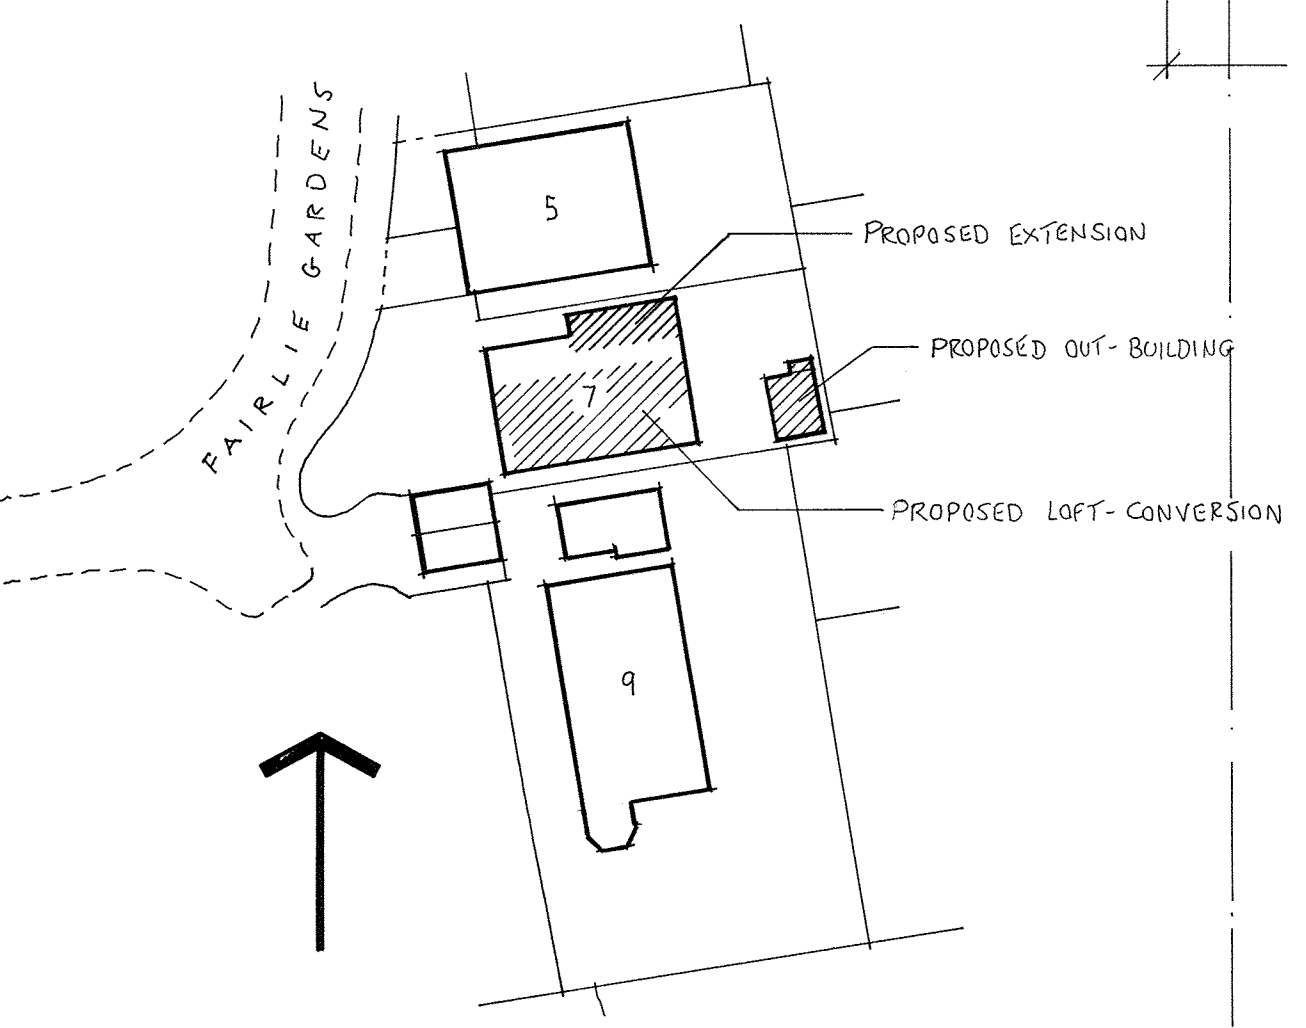 FAIRLIE GARDENS
5
PROPOSED EXTENSION
PROPOSED OUT-BUILDING
7
PROPOSED LOFT-CONVERSION
9